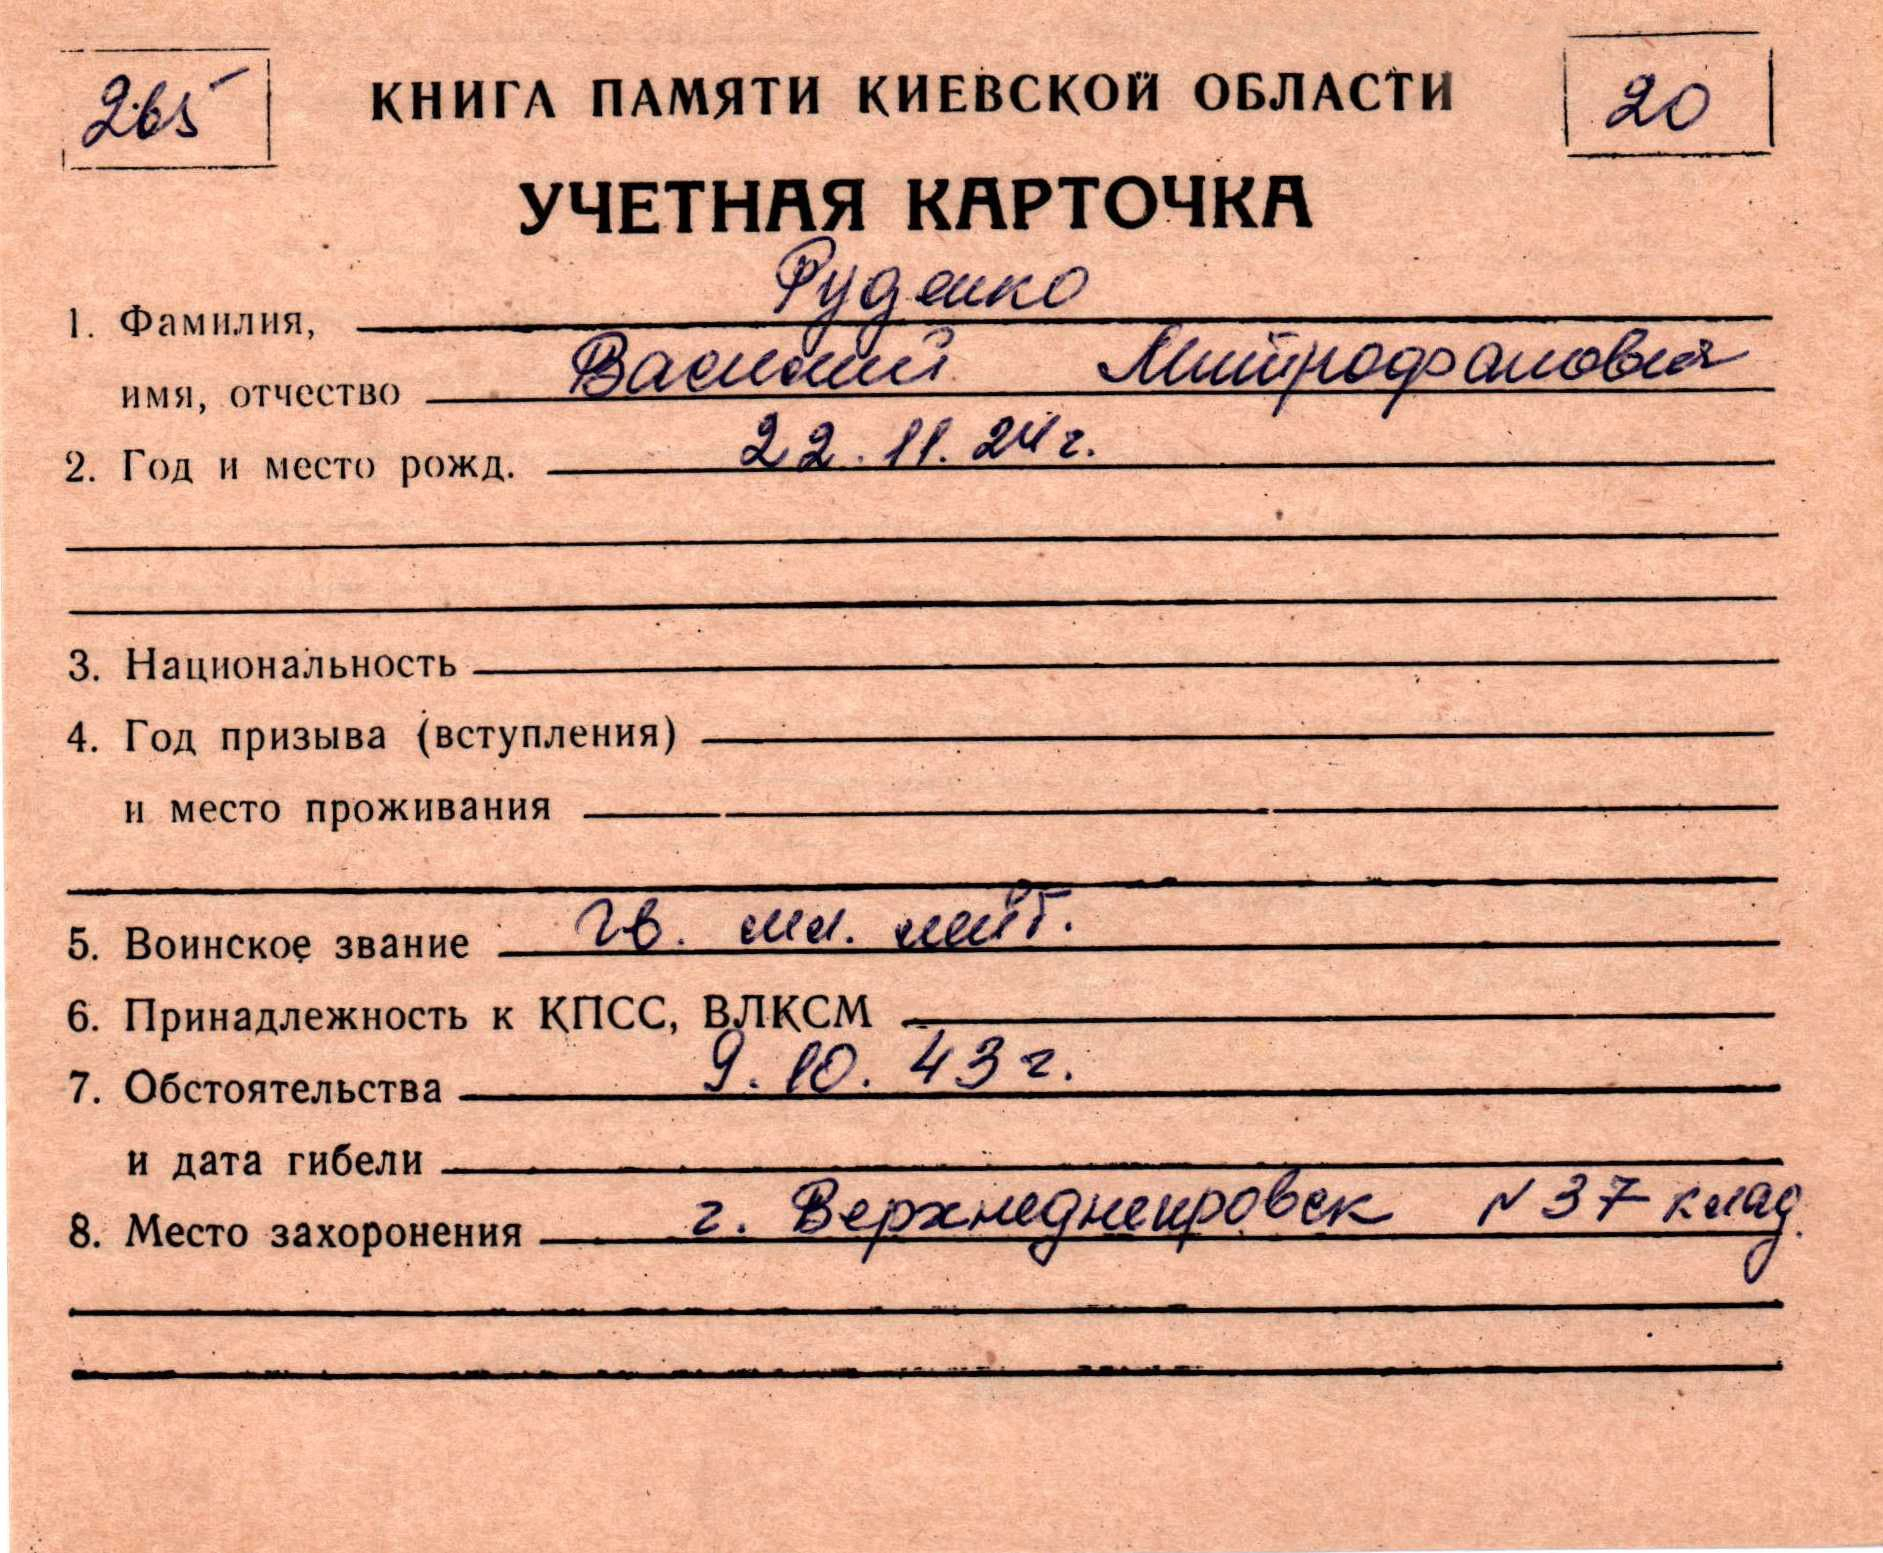 265
КНИГА ПАМЯТИ КИЕВСКОЙ ОБЛАСТИ
20
УЧЕТНАЯ КАРТОЧКА
1. Фамилия, Руденко
имя, отчество Василий Митрофанович
2. Год и место рожд. 22.11.24г.
3. Национальность
4. Год призыва (вступления)
и место проживания
5. Воинское звание гв. мл. лейт.
6. Принадлежность к КПСС, ВЛКСМ
7. Обстоятельства 9.10.43г.
и дата гибели
8. Место захоронения г. Верхнеднепровск N 37 клад.